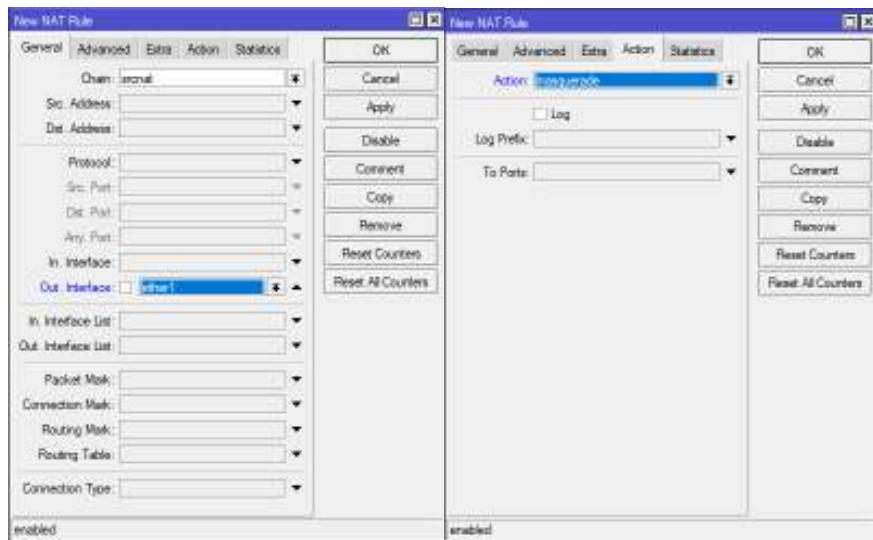 New NAT Rule
General Advanced Extra Action Statistics
Chain: srcnat
Src. Address:
Dst. Address:
Protocol:
Src. Port:
Dst. Port:
Any. Port:
In. Interface:
Out. Interface: ether1
In. Interface List:
Out. Interface List:
Packet Mark:
Connection Mark:
Routing Mark:
Routing Table:
Connection Type:
enabled
OK
Cancel
Apply
Disable
Comment
Copy
Remove
Reset Counters
Reset All Counters
New NAT Rule
General Advanced Extra Action Statistics
Action: masquerade
Log
Log Prefix:
To Ports:
enabled
OK
Cancel
Apply
Disable
Comment
Copy
Remove
Reset Counters
Reset All Counters